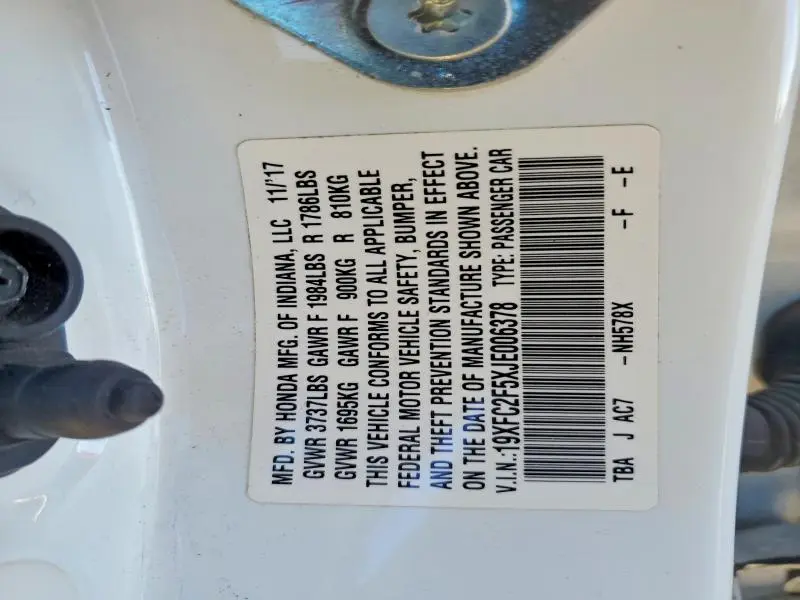 MFD. BY HONDA MFG. OF INDIANA, LLC 11/'17
GVWR 3737LBS GAWR F 1984LBS R 1786LBS
GVWR 1695KG GAWR F 900KG R 810KG
THIS VEHICLE CONFORMS TO ALL APPLICABLE
FEDERAL MOTOR VEHICLE SAFETY, BUMPER,
AND THEFT PREVENTION STANDARDS IN EFFECT
ON THE DATE OF MANUFACTURE SHOWN ABOVE.
V.I.N.:19XFC2F5XJE006378 TYPE: PASSENGER CAR
TBA J AC7 -NH578X -F -E